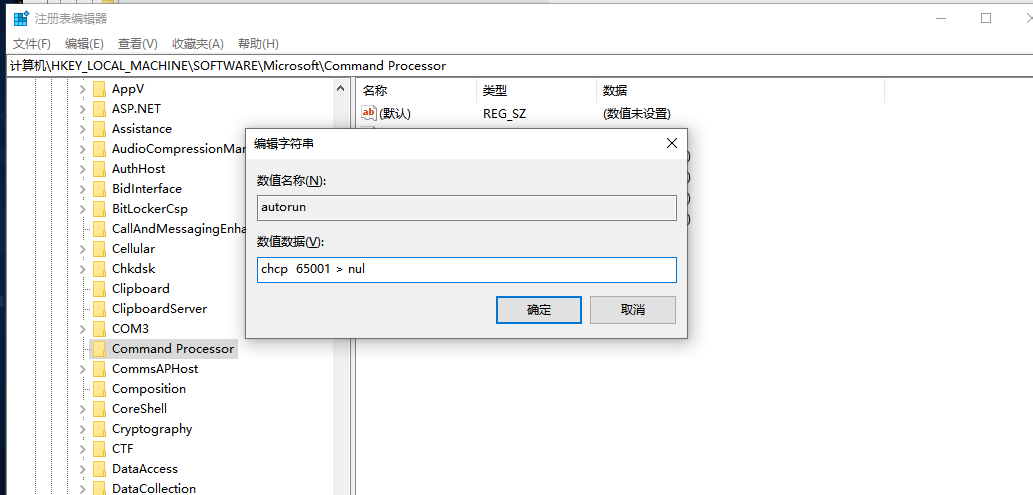 注册表编辑器
文件(F) 编辑(E) 查看(V) 收藏夹(A) 帮助(H)
计算机\HKEY_LOCAL_MACHINE\SOFTWARE\Microsoft\Command Processor
AppV
ASP.NET
Assistance
AudioCompressionMan
AuthHost
BidInterface
BitLockerCsp
CallAndMessagingEnha
Cellular
Chkdsk
Clipboard
ClipboardServer
COM3
Command Processor
CommsAPHost
Composition
CoreShell
Cryptography
CTF
DataAccess
DataCollection
名称 类型 数据
ab (默认) REG_SZ (数值未设置)
)
)
)
)
编辑字符串
数值名称(N):
autorun
数值数据(V):
chcp 65001 > nul
确定 取消